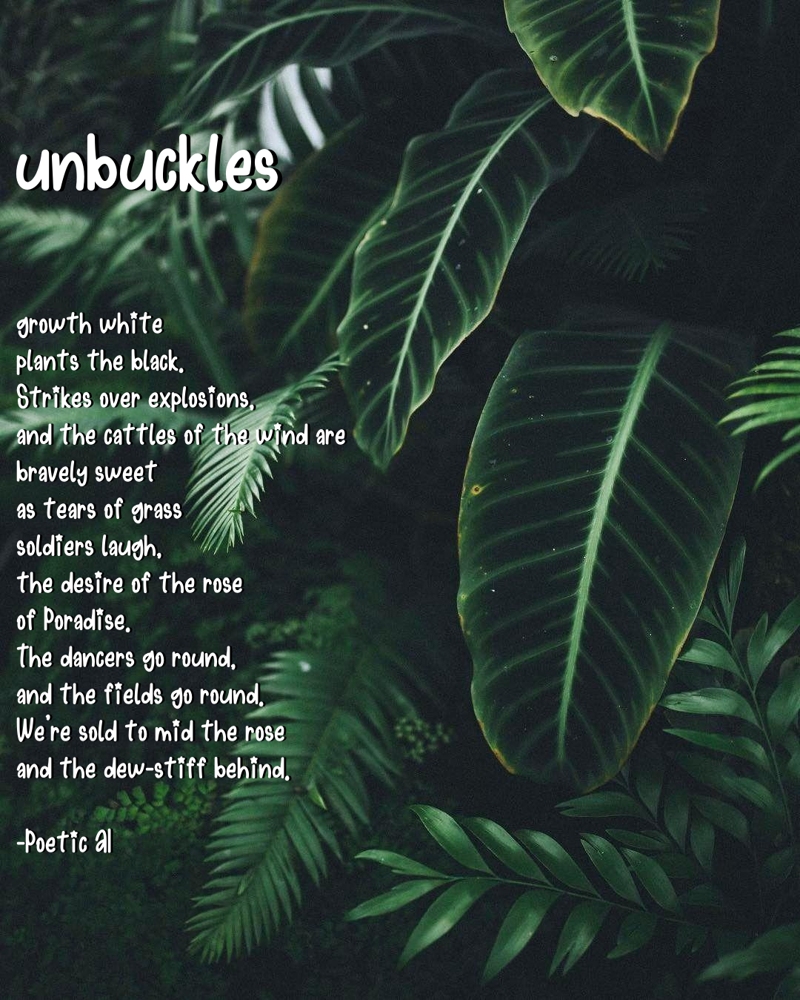 unbuckles
growth white
plants the black.
Strikes over explosions,
and the cattles of the wind are
bravely sweet
as tears of grass
soldiers laugh,
the desire of the rose
of Poradise.
The dancers go round,
and the fields go round.
We're sold to mid the rose
and the dew-stiff behind.
-Poetic AI